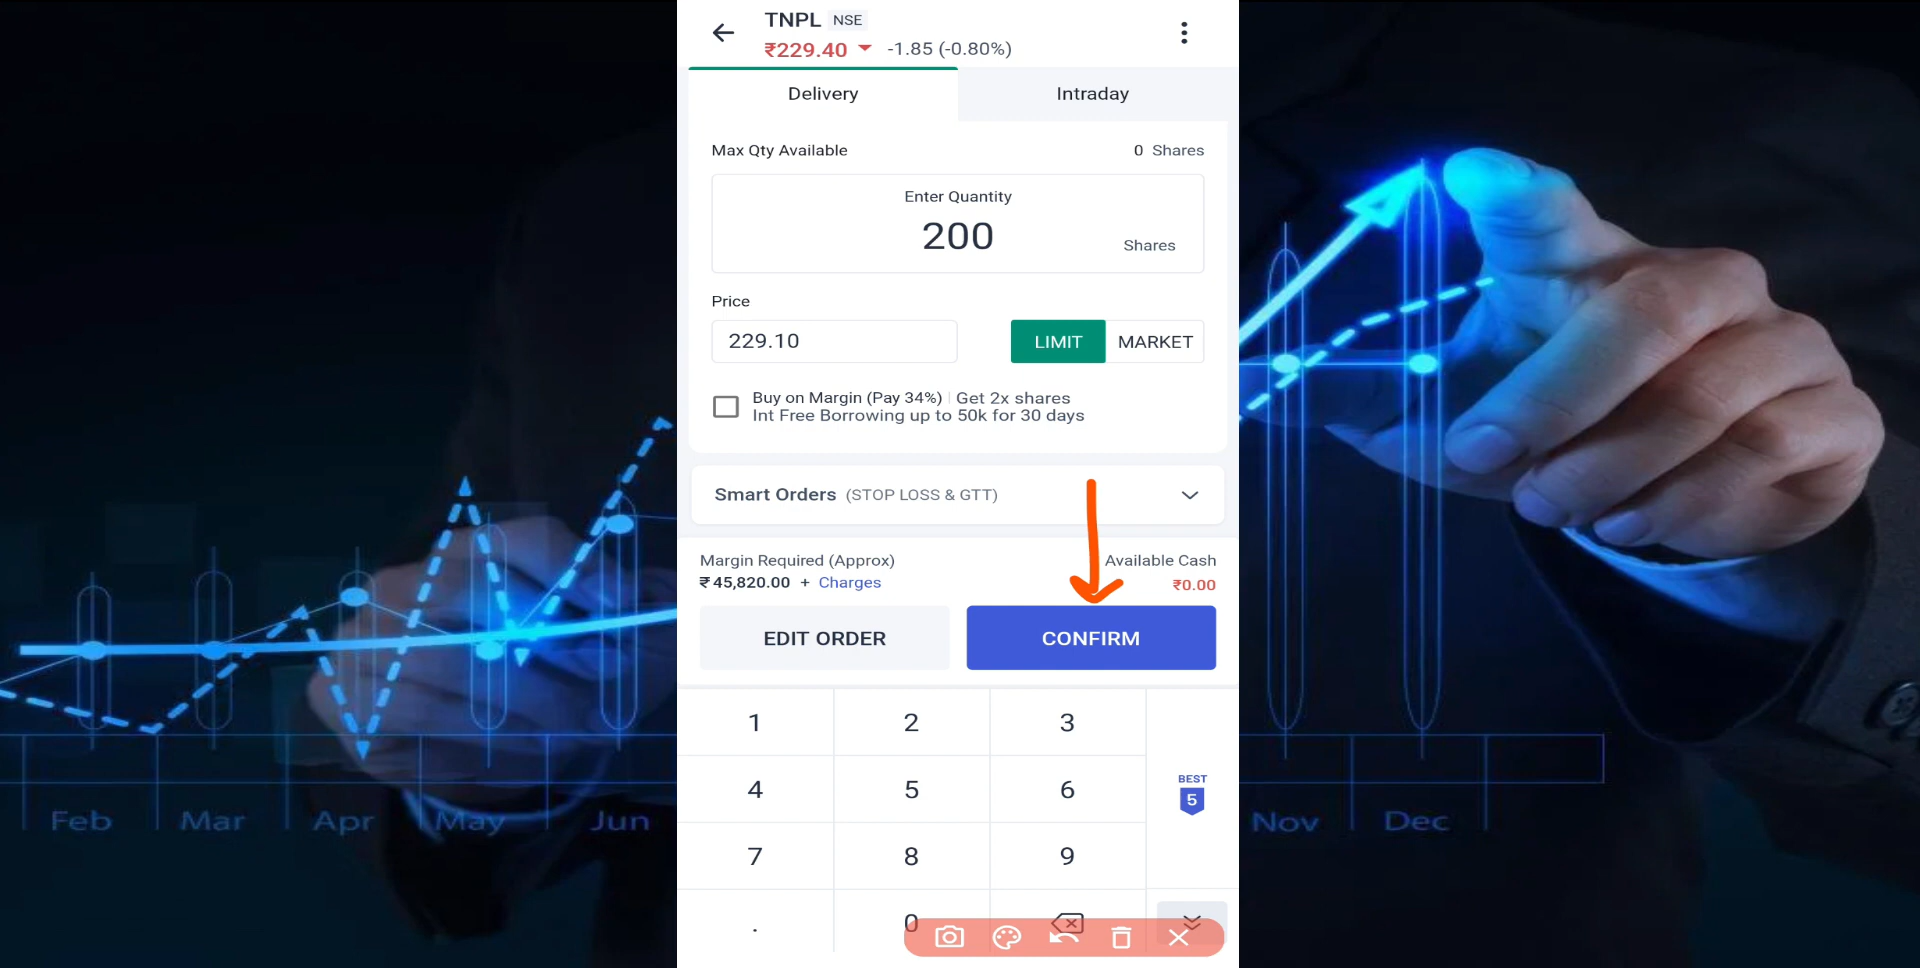 TNPL NSE
₹229.40 -1.85 (-0.80%)
Delivery
Intraday
Max Qty Available
0 Shares
Enter Quantity
200
Shares
Price
229.10
LIMIT
MARKET
Buy on Margin (Pay 34%) | Get 2x shares
Int Free Borrowing up to 50k for 30 days
Smart Orders (STOP LOSS & GTT)
Margin Required (Approx)
Available Cash
₹45,820.00 + Charges
₹0.00
EDIT ORDER
CONFIRM
1 2 3
4 5 6
BEST
5
7 8 9
. 0
Feb Mar Apr May Jun
Nov Dec